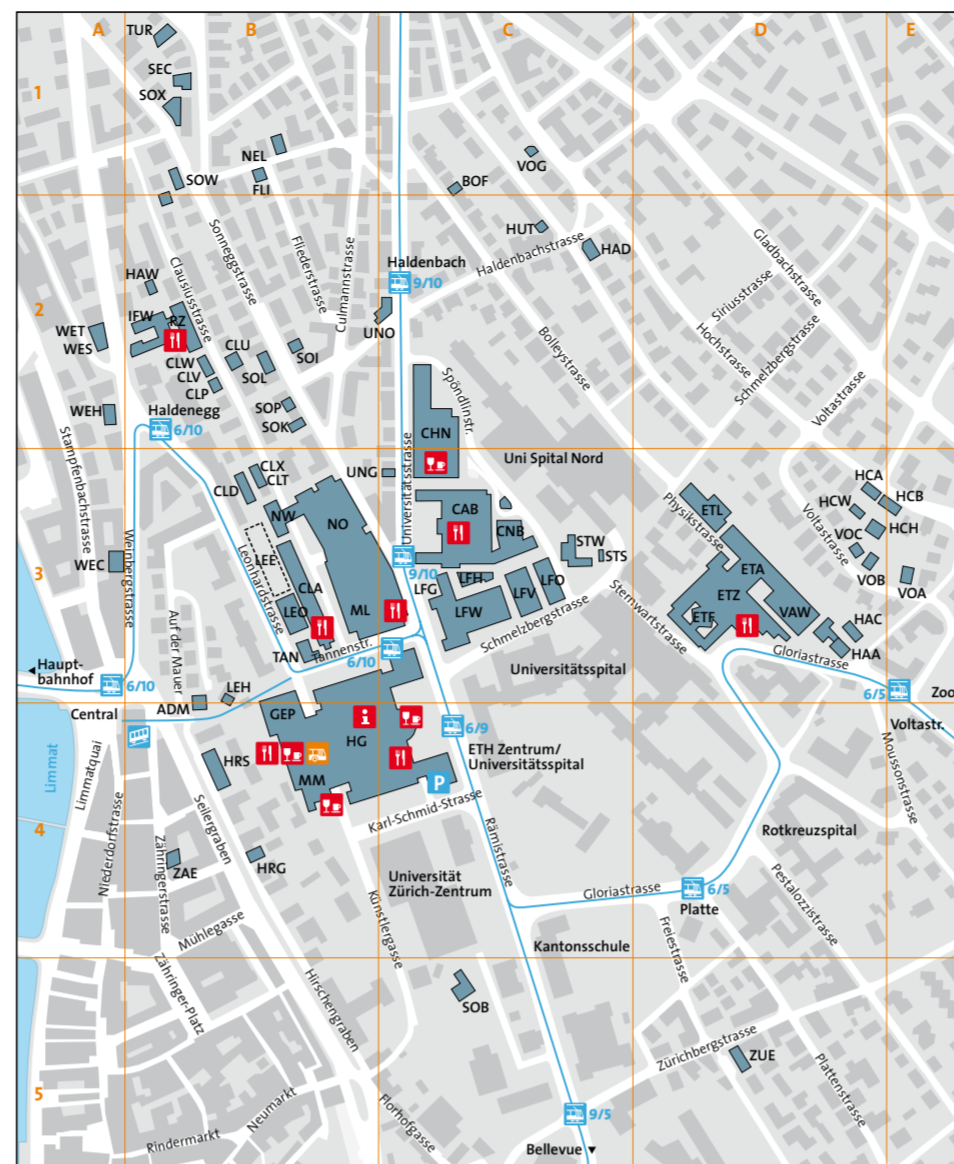 A
B
C
D
E
TUR
SEC
1
SOX
NEL
VOG
SOW
FLI
BOF
HUT
HAD
Sonneggstrasse
Fliederstrasse
Culmannstrasse
Haldenbach
9/10
Haldenbachstrasse
Gladbachstrasse
Siriusstrasse
Hochstrasse
Schmelzbergstrasse
HAW
Clausiusstrasse
2
IFW
RZ
UNO
WET
WES
CLU
SOI
Bolleystrasse
CLW
CLV
CLP
SOL
Spöndlinstr.
Voltastrasse
WEH
Haldenegg
6/10
SOP
SOK
CHN
Stampfenbachstrasse
Universitätsstrasse
Uni Spital Nord
CLX
CLT
UNG
HCA
CLD
HCW
HCB
NW
NO
CAB
CNB
Physikstrasse
ETL
Voltastrasse
HCH
VOC
STW
STS
3
WEC
Weinbergstrasse
Leonhardstrasse
LEE
CLA
9/10
LFH
LFG
LFW
LFV
LFO
ETA
VOB
VOA
LEO
ML
Sternwartstrasse
ETZ
ETF
VAW
HAC
HAA
Auf der Mauer
TAN
Tannenstr.
6/10
Schmelzbergstrasse
Gloriastrasse
Haupt-
bahnhof
6/10
Universitätsspital
LEH
6/5
Zoo
Central
ADM
GEP
HG
6/9
Voltastr.
Limmat
Limmatquai
HRS
MM
P
ETH Zentrum/
Universitätsspital
Moussonstrasse
Karl-Schmid-Strasse
4
Niederdorfstrasse
Zähringerstrasse
Seilergraben
Rämistrasse
Rotkreuzspital
ZAE
HRG
Universität
Zürich-Zentrum
Gloriastrasse
6/5
Platte
Pestalozzistrasse
Mühlegasse
Künstlergasse
Freiestrasse
Kantonsschule
Zähringer-Platz
Hirschengraben
SOB
Zürichbergstrasse
ZUE
Plattenstrasse
5
Neumarkt
Rindermarkt
Florhofgasse
9/5
Bellevue